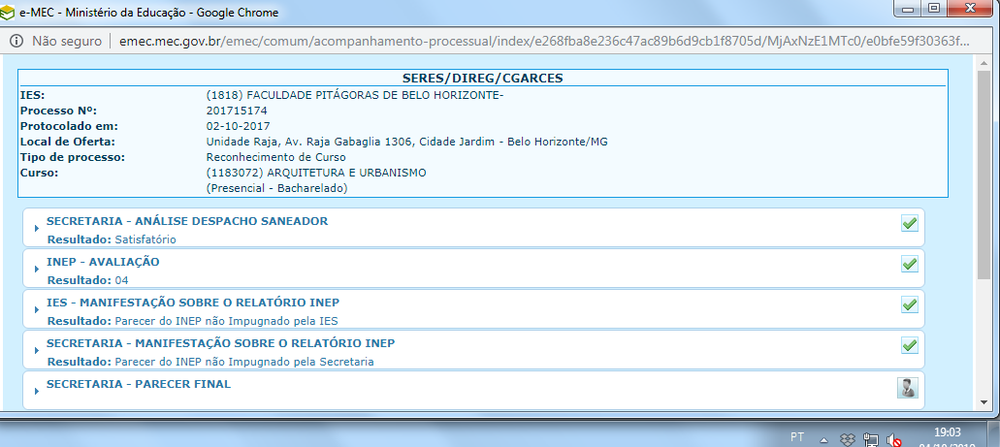 e-MEC - Ministério da Educação - Google Chrome
Não seguro | emec.mec.gov.br/emec/comum/acompanhamento-processual/index/e268fba8e236c47ac89b6d9cb1f8705d/MjAxNzE1MTc0/e0bfe59f30363f...
SERES/DIREG/CGARCES
IES: (1818) FACULDADE PITÁGORAS DE BELO HORIZONTE-
Processo Nº: 201715174
Protocolado em: 02-10-2017
Local de Oferta: Unidade Raja, Av. Raja Gabaglia 1306, Cidade Jardim - Belo Horizonte/MG
Tipo de processo: Reconhecimento de Curso
Curso: (1183072) ARQUITETURA E URBANISMO
(Presencial - Bacharelado)
SECRETARIA - ANÁLISE DESPACHO SANEADOR
Resultado: Satisfatório
INEP - AVALIAÇÃO
Resultado: 04
IES - MANIFESTAÇÃO SOBRE O RELATÓRIO INEP
Resultado: Parecer do INEP não Impugnado pela IES
SECRETARIA - MANIFESTAÇÃO SOBRE O RELATÓRIO INEP
Resultado: Parecer do INEP não Impugnado pela Secretaria
SECRETARIA - PARECER FINAL
PT 19:03